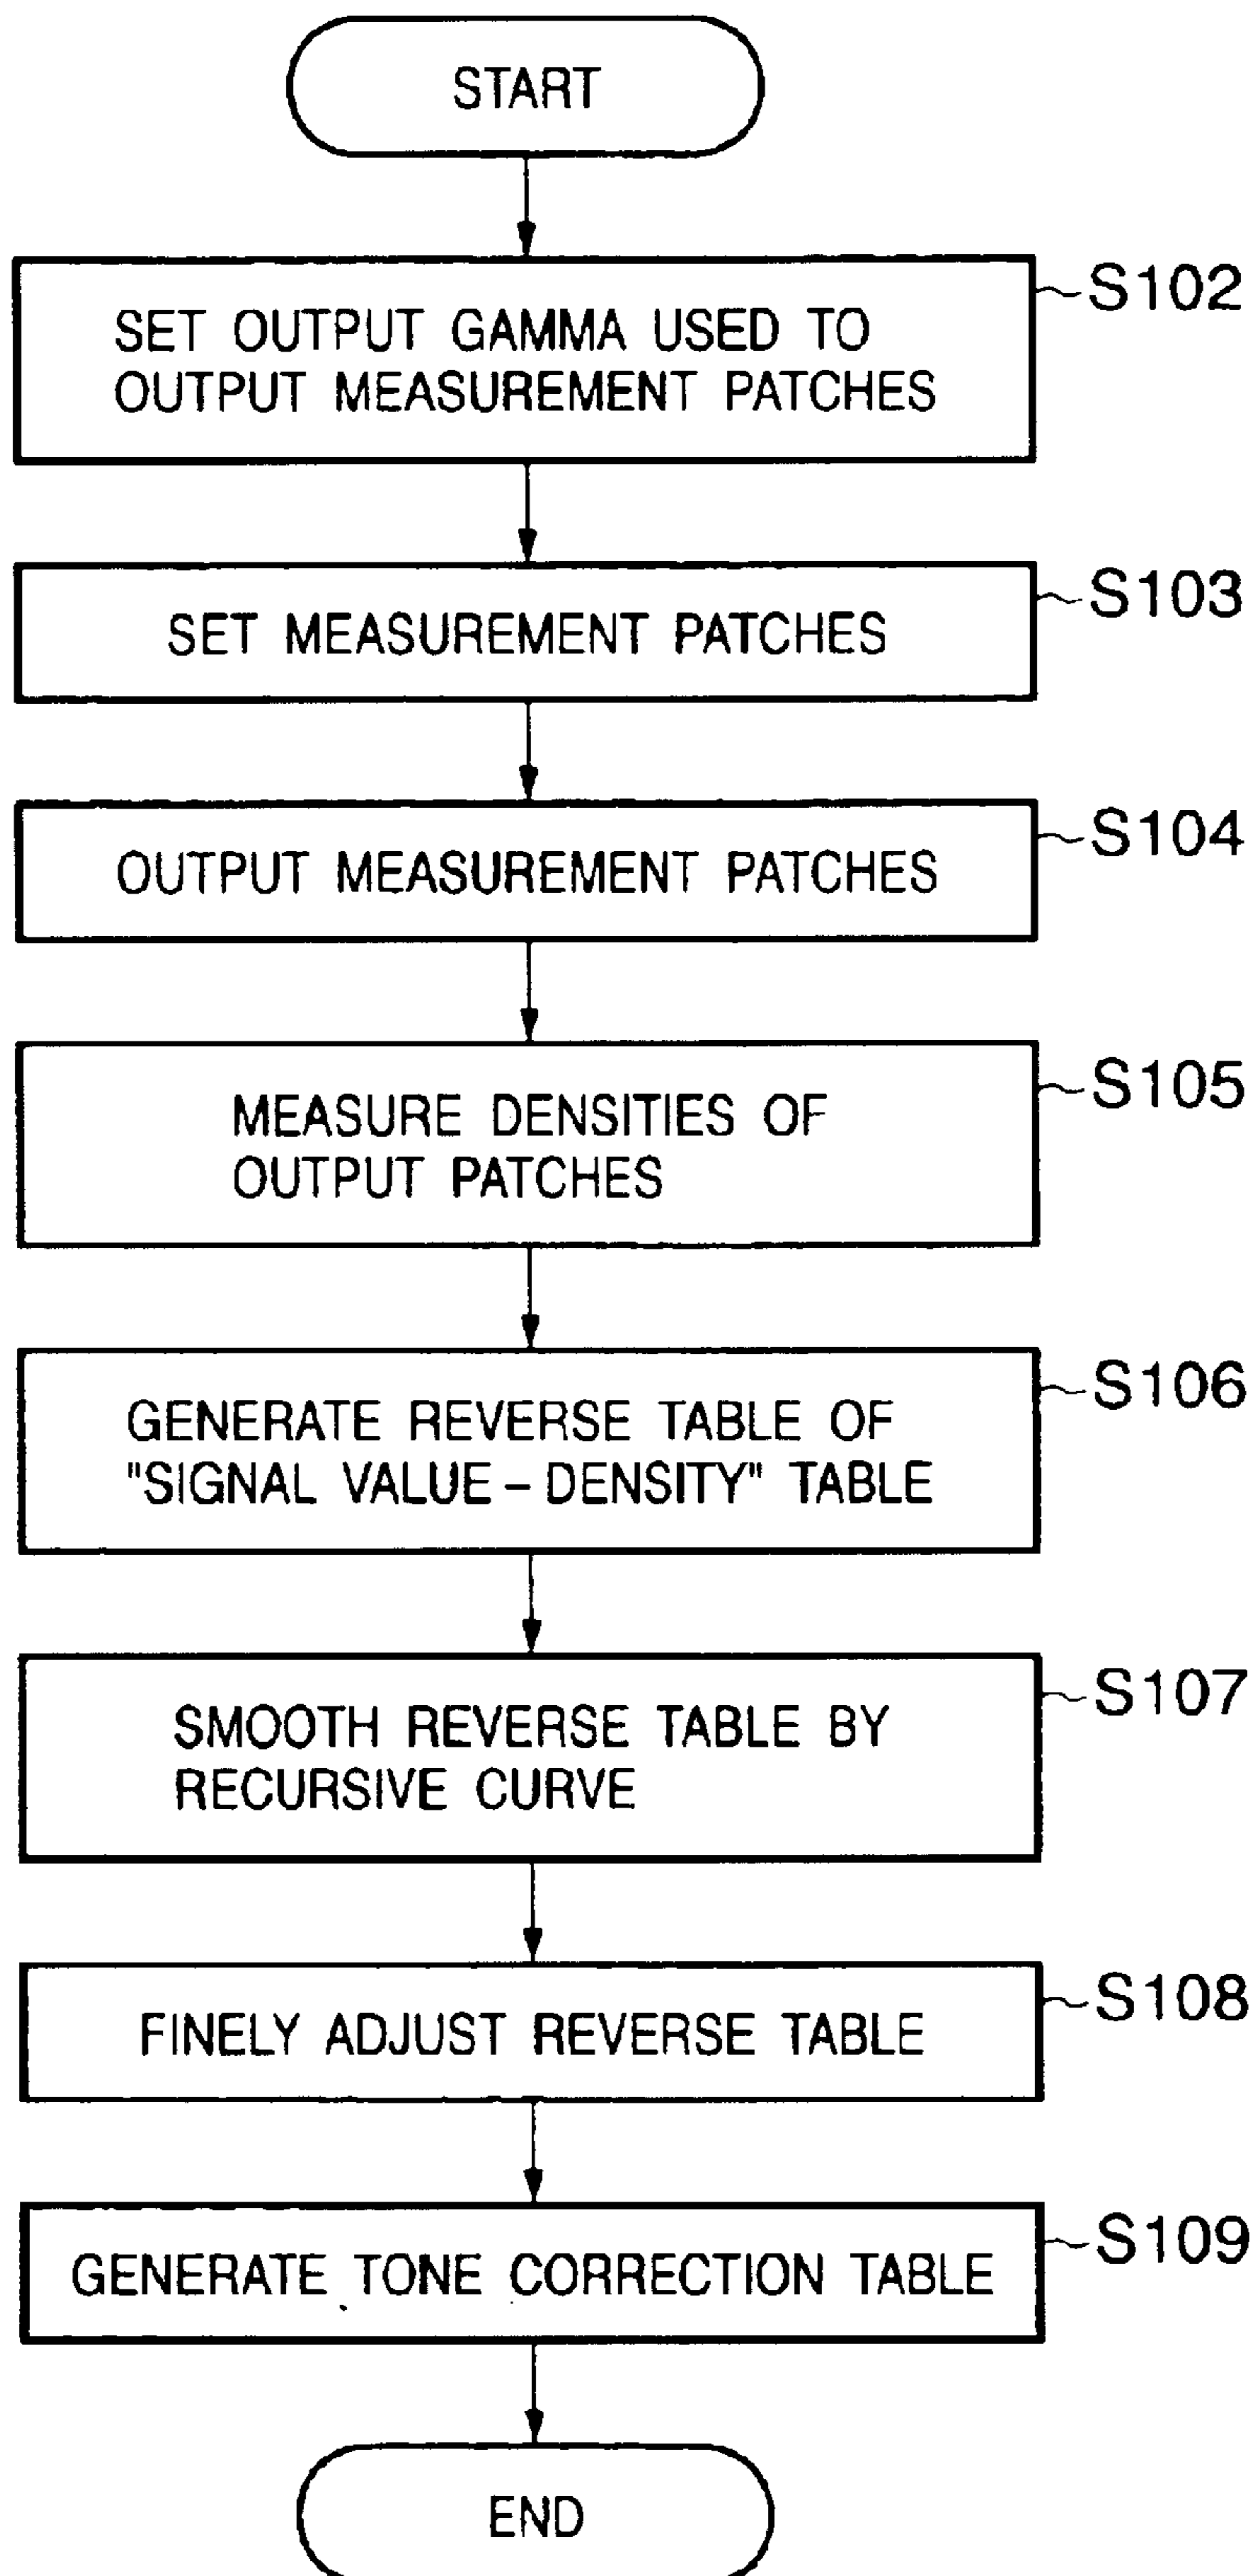 START
S102
SET OUTPUT GAMMA USED TO
OUTPUT MEASUREMENT PATCHES
S103
SET MEASUREMENT PATCHES
S104
OUTPUT MEASUREMENT PATCHES
S105
MEASURE DENSITIES OF
OUTPUT PATCHES
S106
GENERATE REVERSE TABLE OF
"SIGNAL VALUE – DENSITY" TABLE
S107
SMOOTH REVERSE TABLE BY
RECURSIVE CURVE
S108
FINELY ADJUST REVERSE TABLE
S109
GENERATE TONE CORRECTION TABLE
END